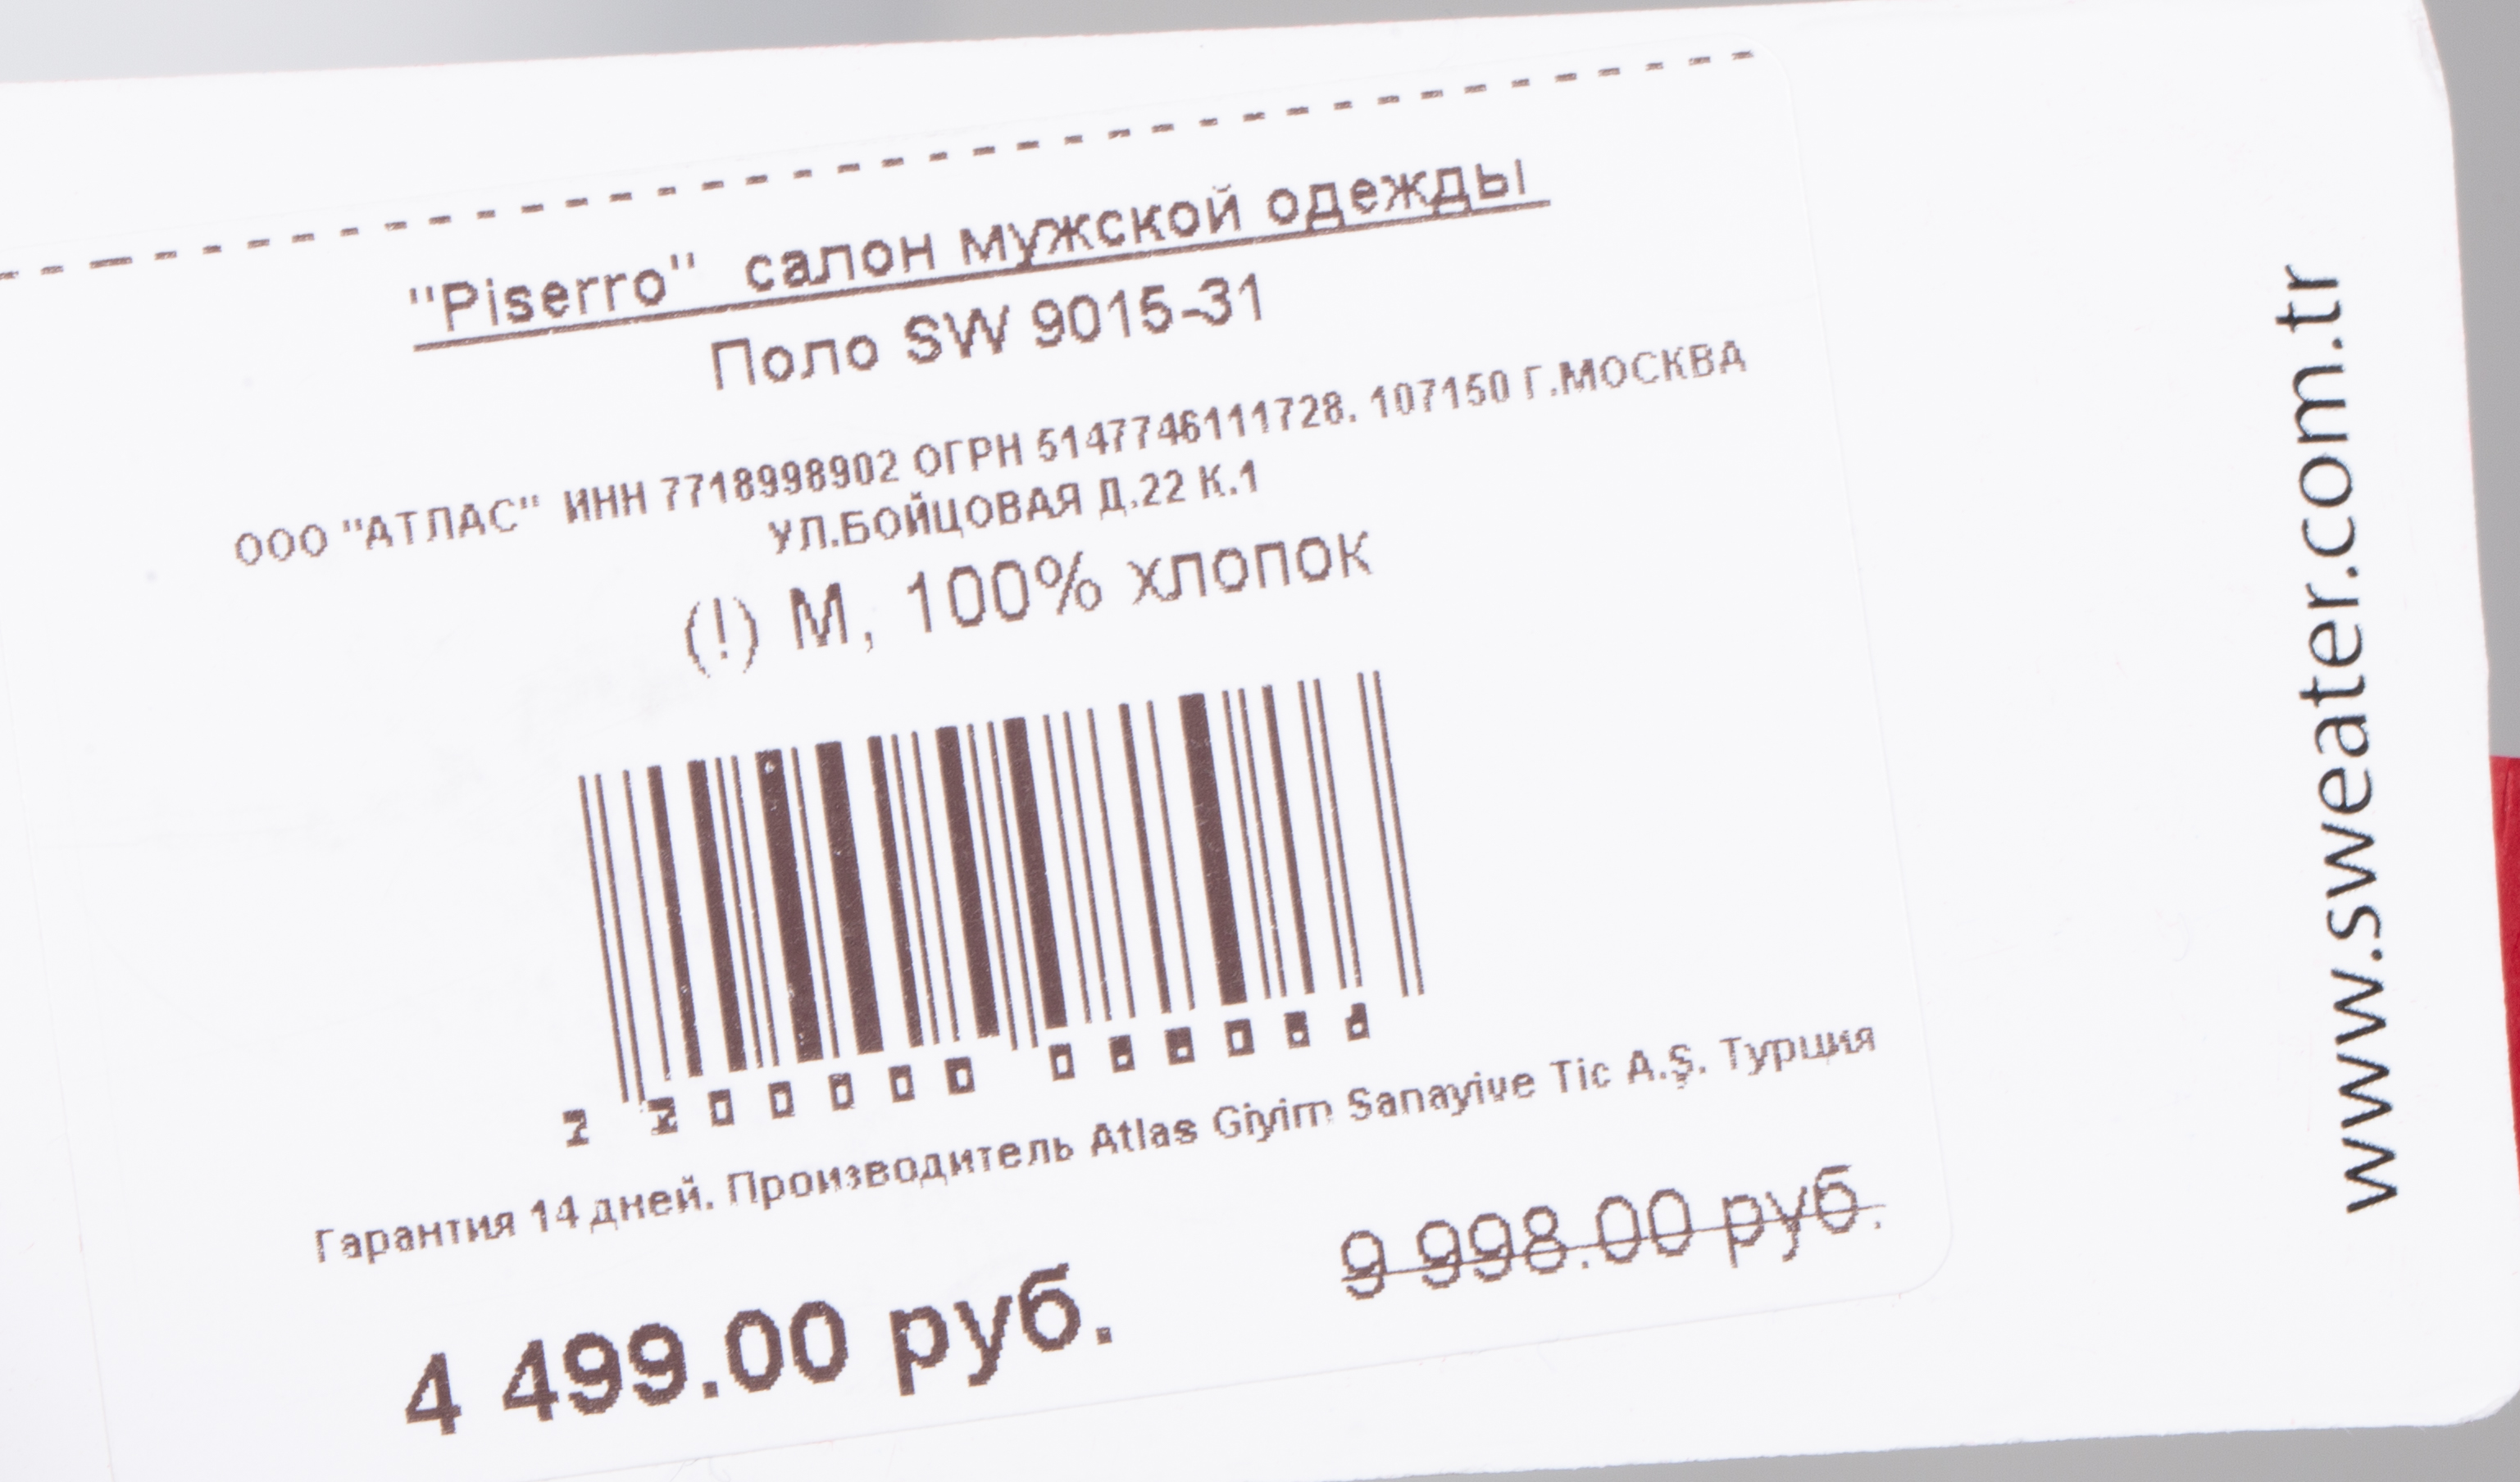 "Piserro" салон мужской одежды
Поло SW 9015-31
ООО "АТЛАС" ИНН 7718998902 ОГРН 5147746111728. 107150 Г.МОСКВА
УЛ.БОЙЦОВАЯ Д.22 К.1
(!) М, 100% хлопок
Гарантия 14 дней. Производитель Atlas Giyim Sanayive Tic A.Ş. Турция
4 499.00 руб.
9 998.00 руб.
www.sweater.com.tr